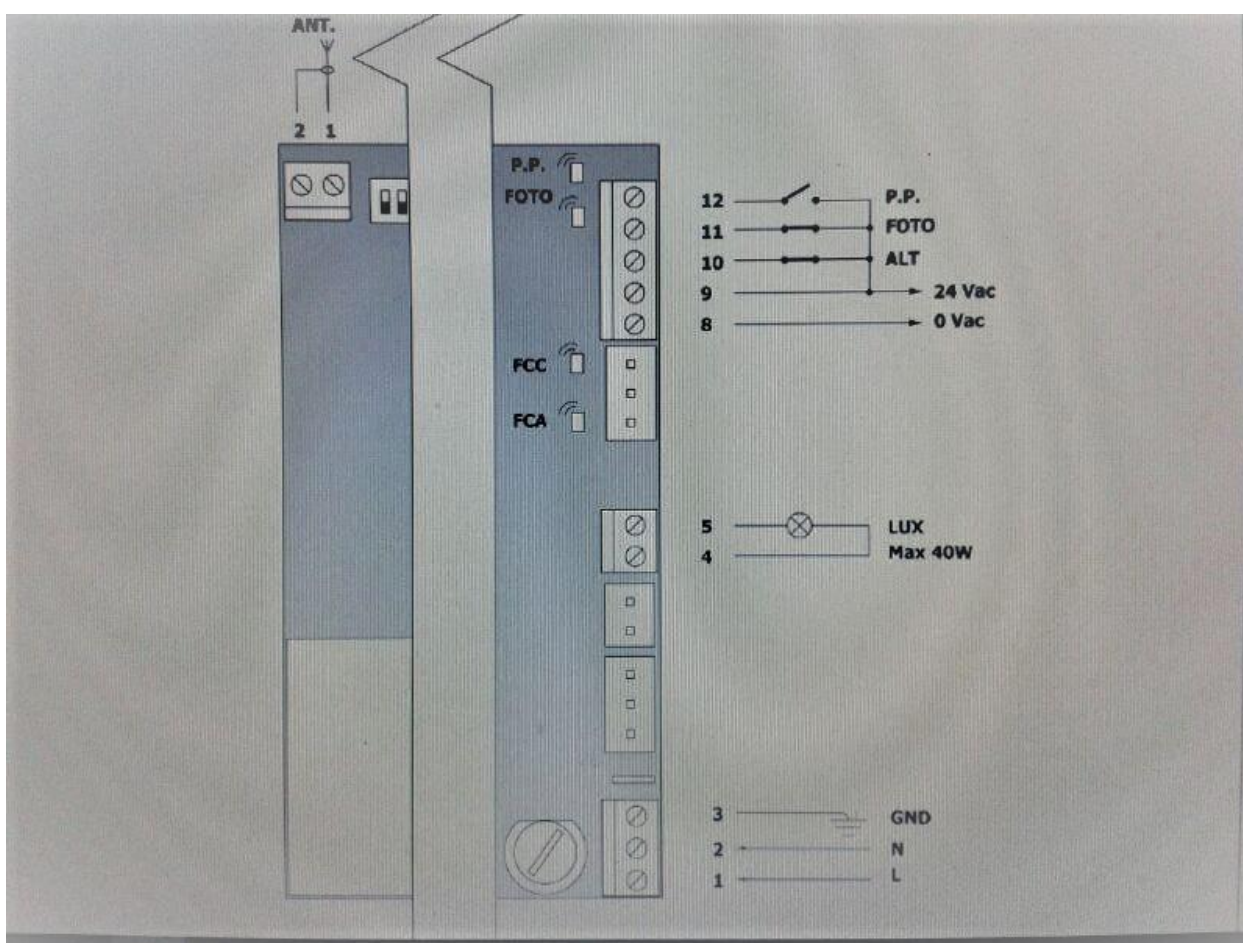 ANT.
2 1
P.P.
FOTO
12 P.P.
11 FOTO
10 ALT
9 24 Vac
8 0 Vac
FCC
FCA
5 LUX
4 Max 40W
3 GND
2 N
1 L